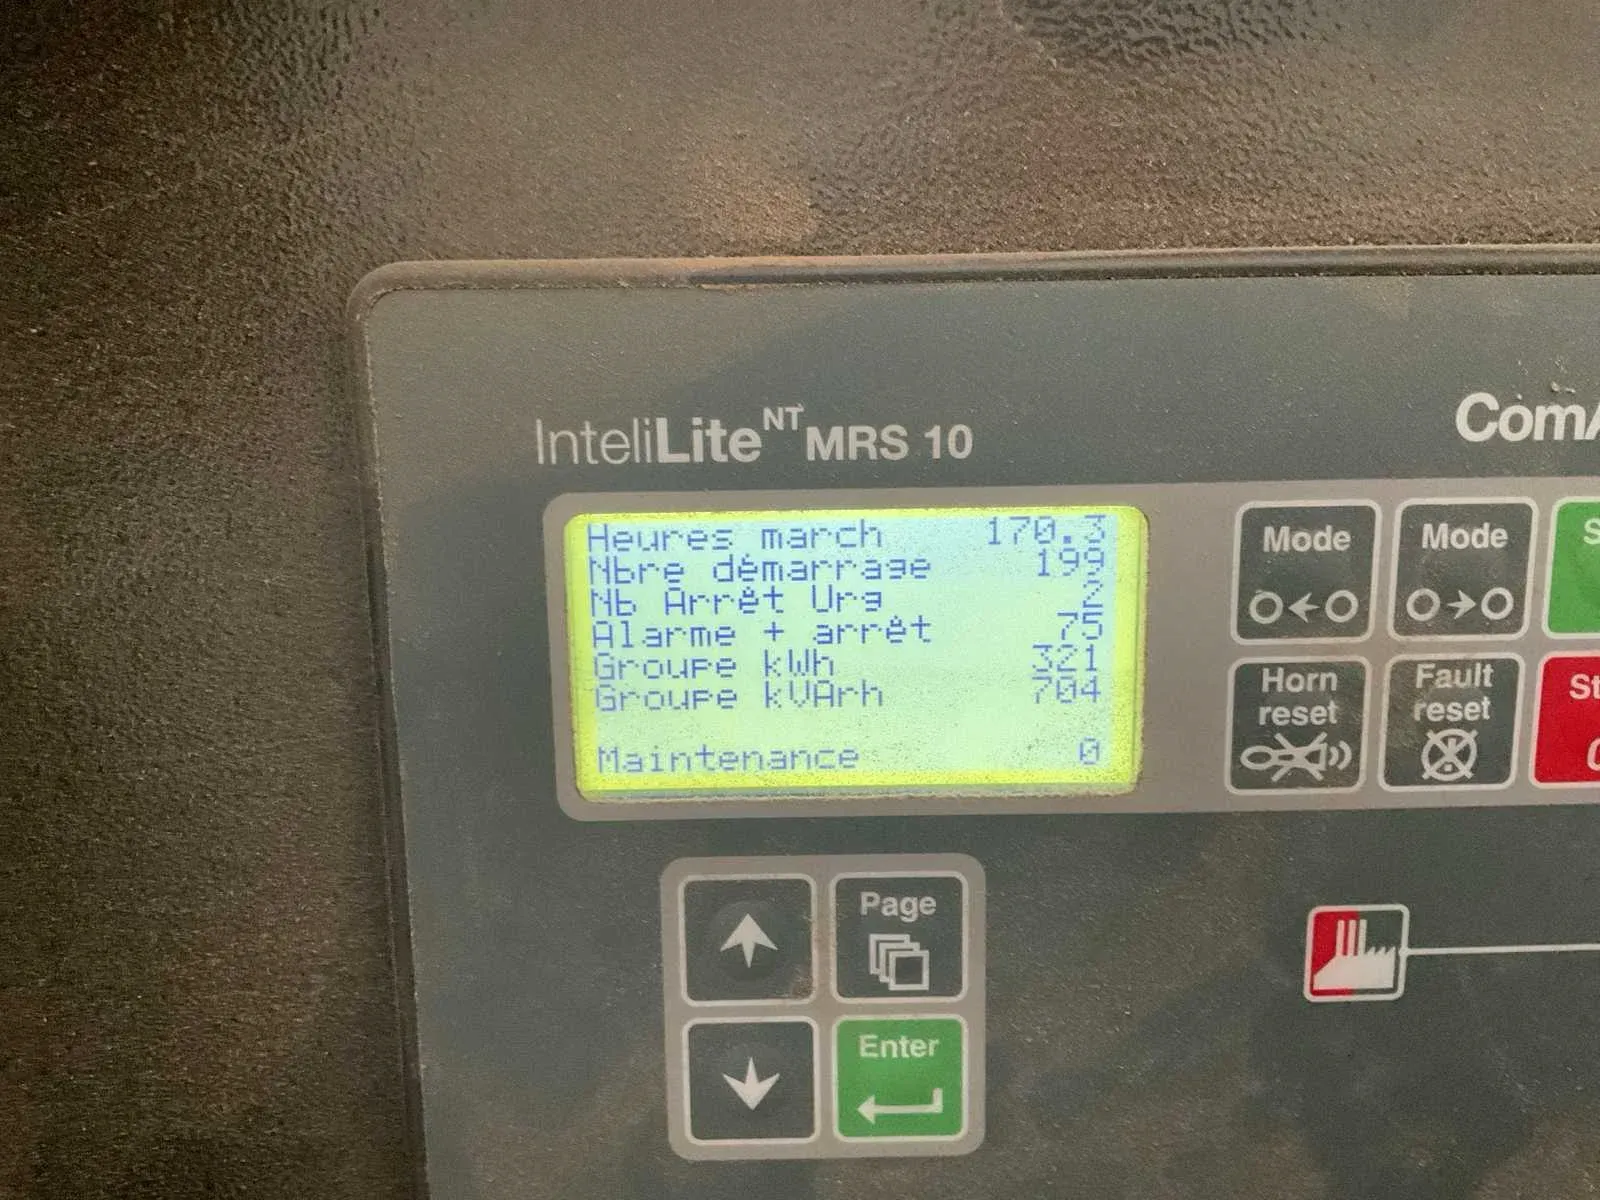 InteliLite NT MRS 10
ComA
Heures march 170.3
Nbre démarrage 199
Nb Arrêt Urg 2
Alarme + arrêt 75
Groupe kWh 321
Groupe kVArh 704
Maintenance 0
Mode
Mode
S
Horn reset
Fault reset
St
Page
Enter